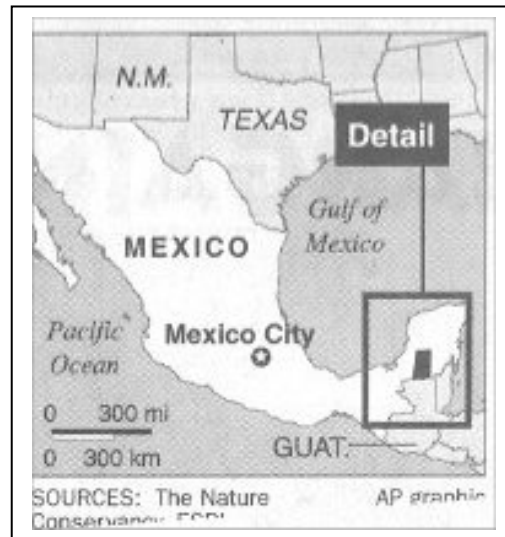 N.M.
TEXAS
Detail
Gulf of
Mexico
MEXICO
Pacific
Ocean
Mexico City
0 300 mi
0 300 km
GUAT.
SOURCES: The Nature
Conservancy, ESRI
AP graphic